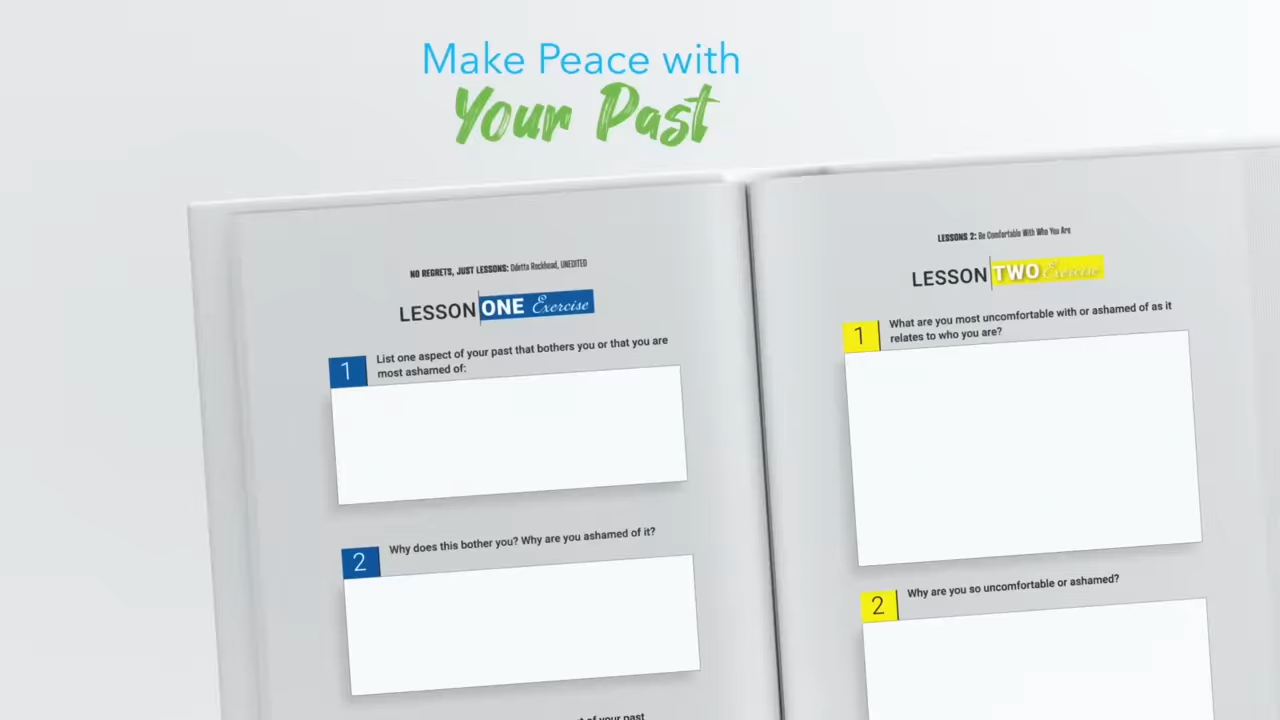 Make Peace with
Your Past
NO REGRETS, JUST LESSONS: Odetta Rockhead, UNEDITED
LESSON ONE Exercise
1
List one aspect of your past that bothers you or that you are
most ashamed of:
2
Why does this bother you? Why are you ashamed of it?
of your past
LESSONS 2: Be Comfortable With Who You Are
LESSON TWO Exercise
1
What are you most uncomfortable with or ashamed of as it
relates to who you are?
2
Why are you so uncomfortable or ashamed?